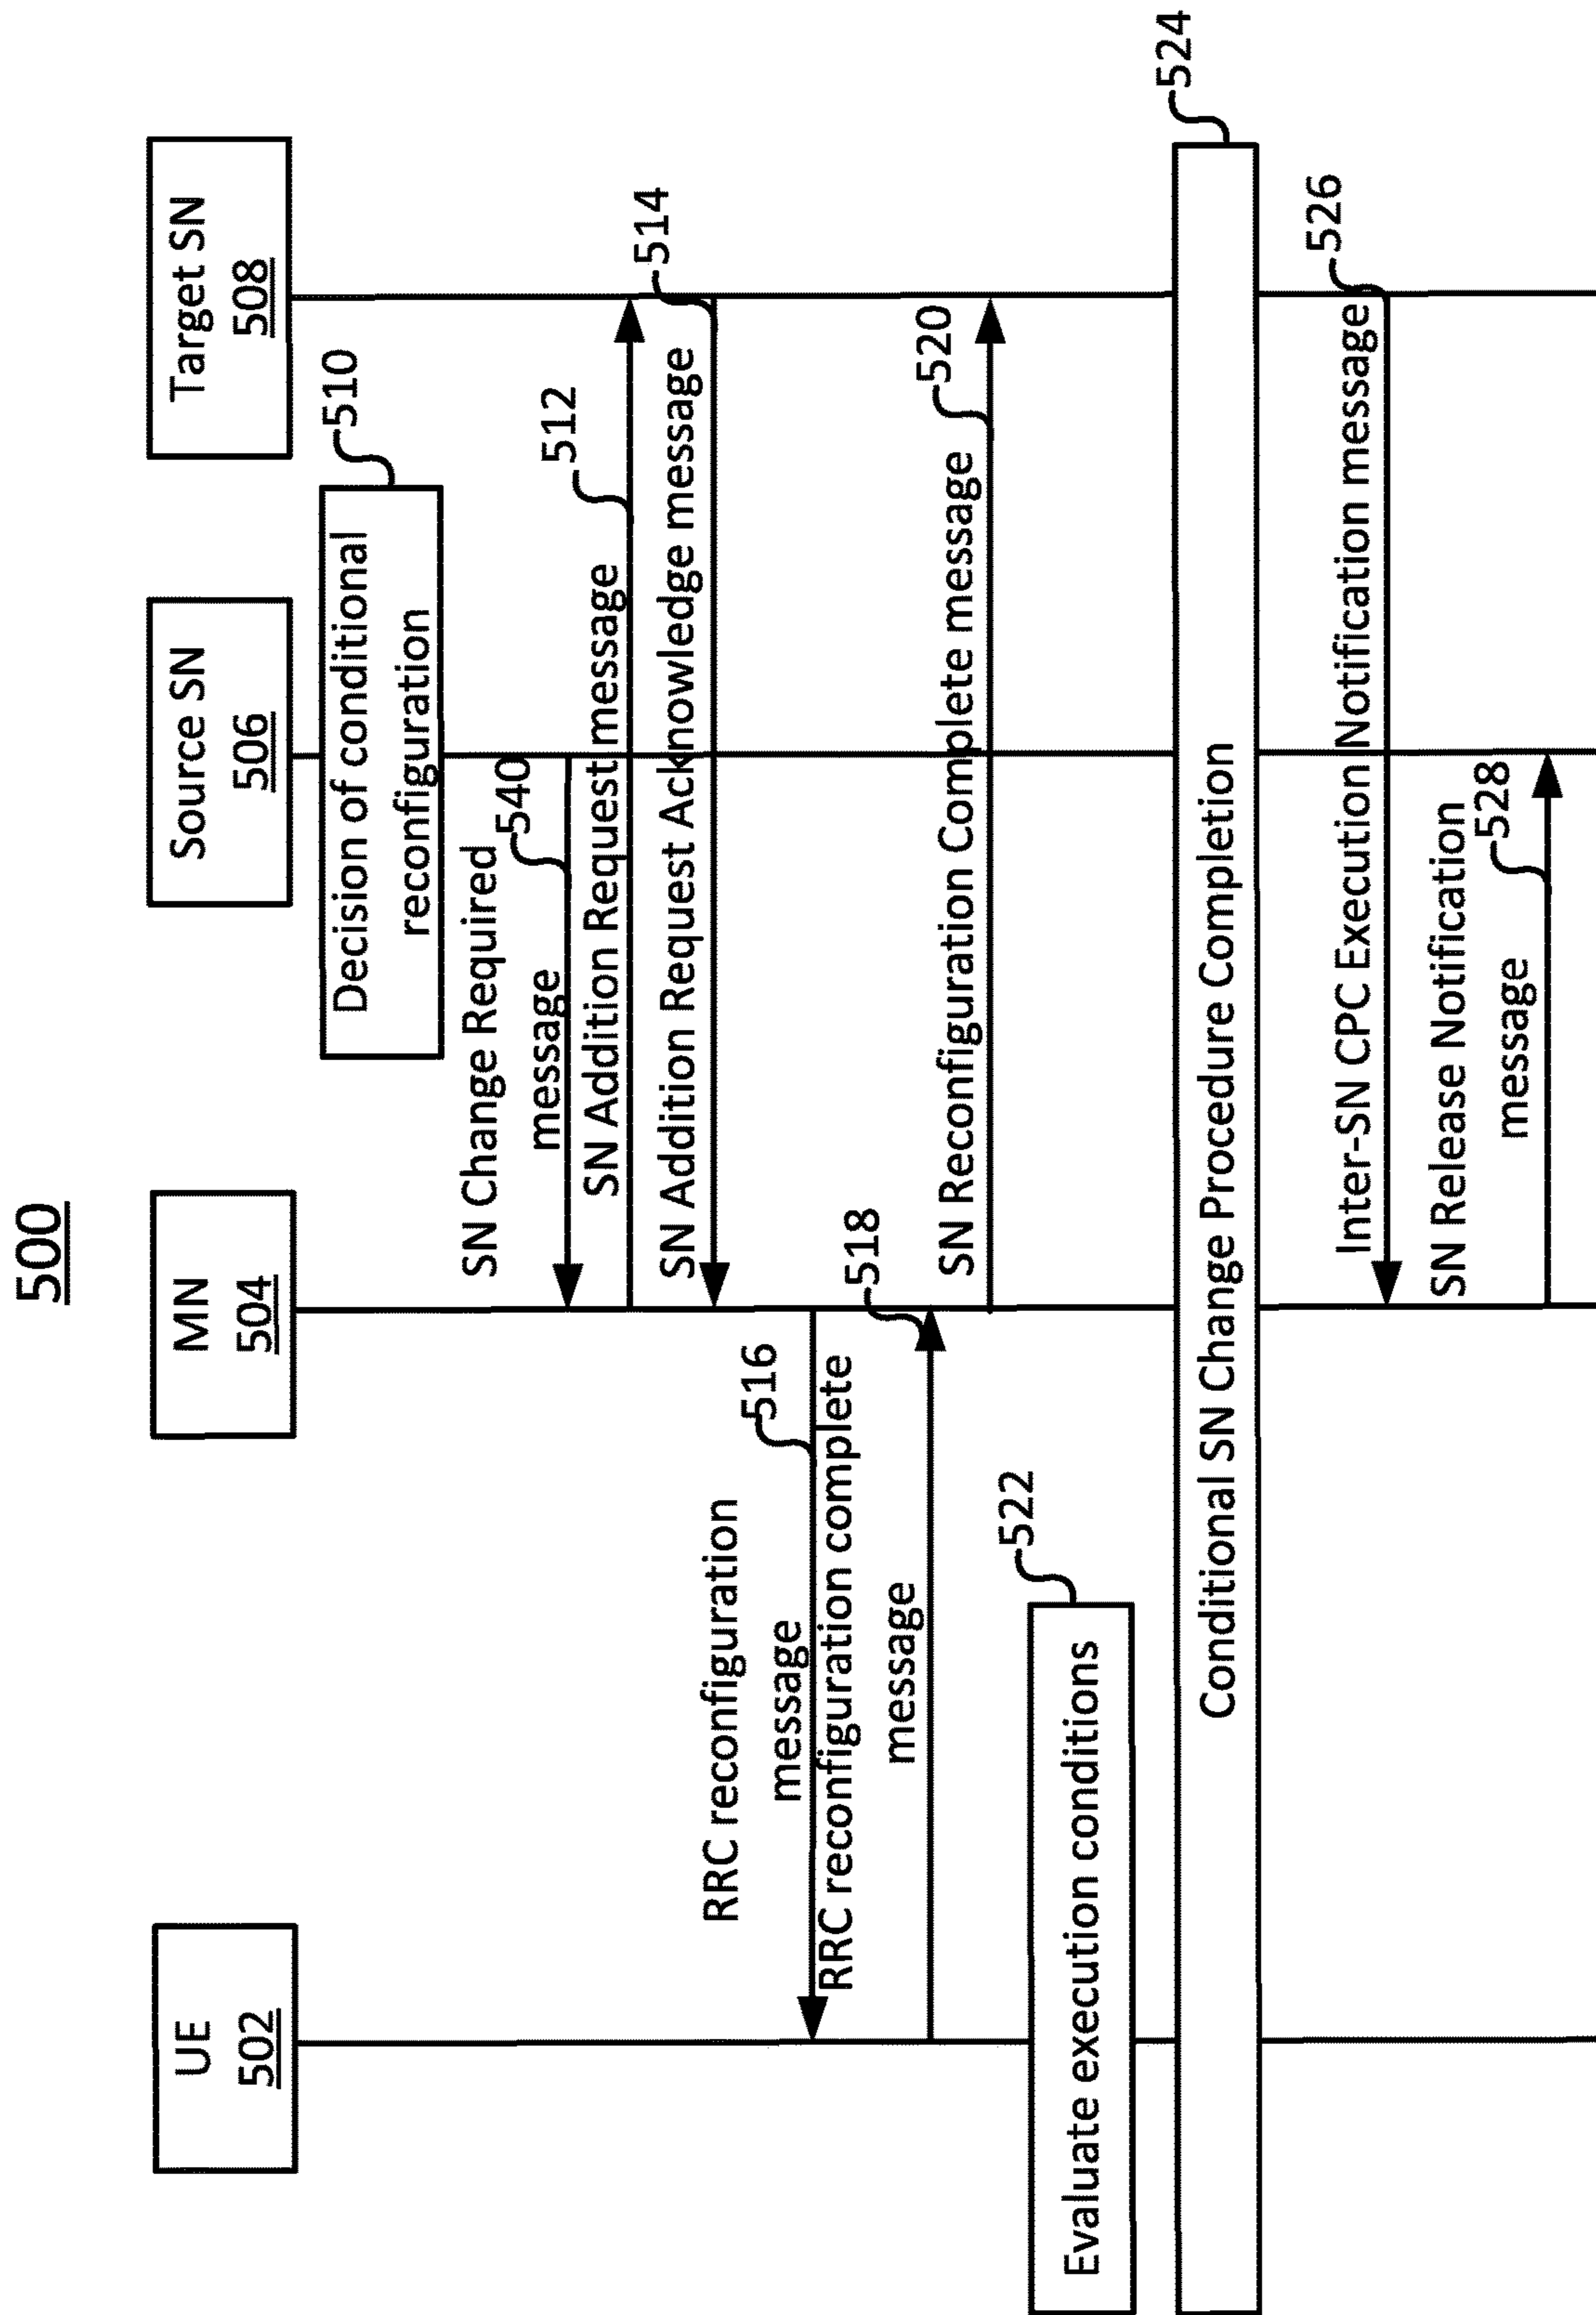 500
UE
502
MN
504
Source SN
506
Target SN
508
Decision of conditional
reconfiguration
510
SN Change Required
message
540
SN Addition Request message
512
SN Addition Request Acknowledge message
514
RRC reconfiguration
message
516
RRC reconfiguration complete
message
518
SN Reconfiguration Complete message
520
Evaluate execution conditions
522
Conditional SN Change Procedure Completion
524
Inter-SN CPC Execution Notification message
526
SN Release Notification
message
528